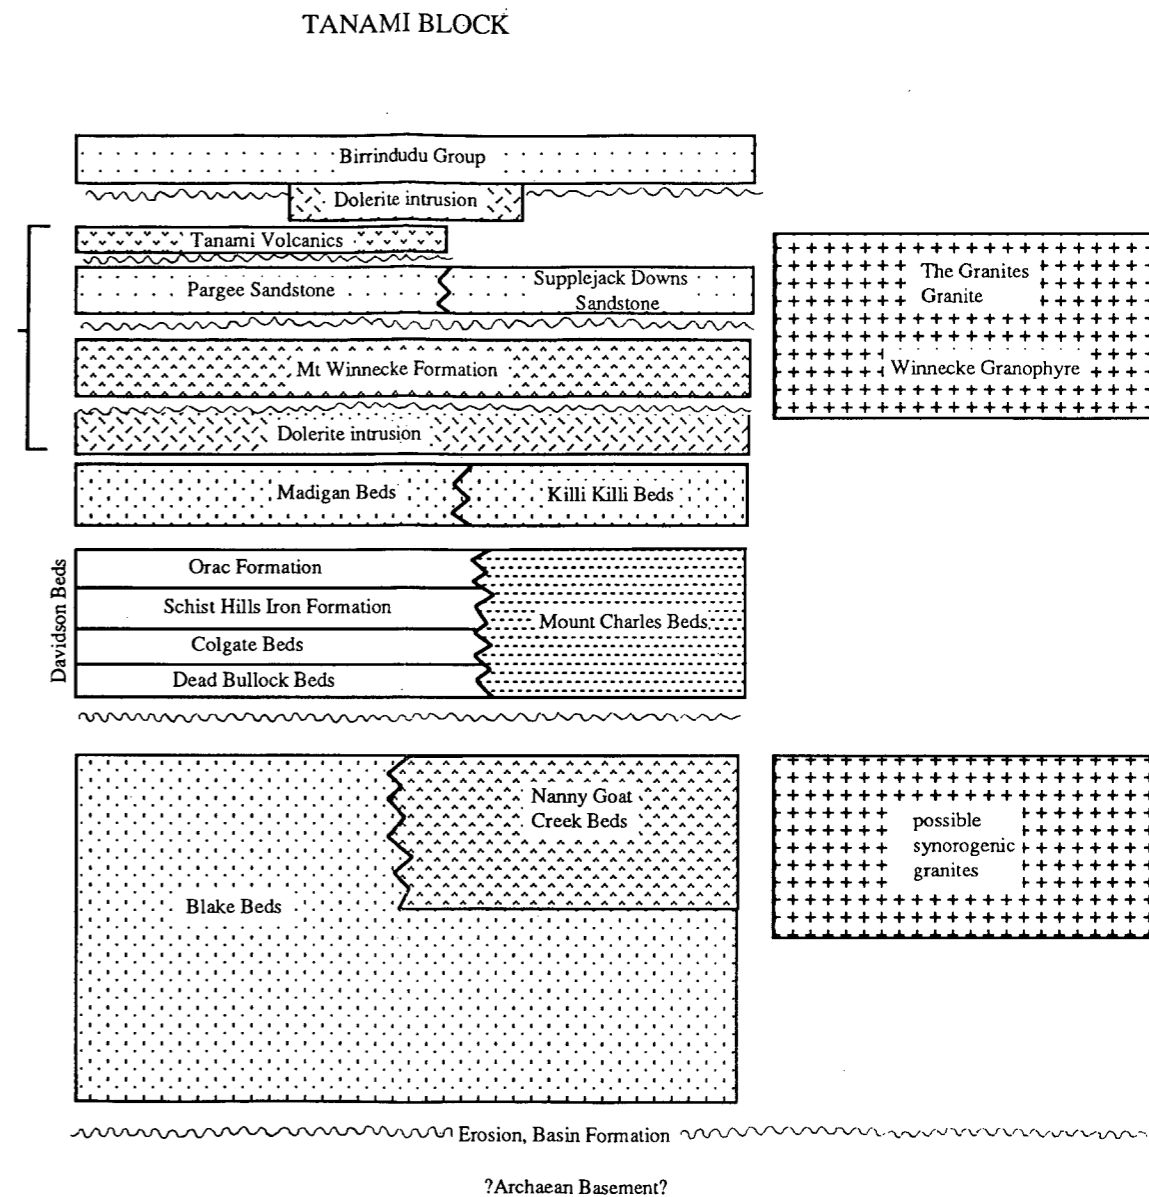 TANAMI BLOCK
Birrindudu Group
Dolerite intrusion
Tanami Volcanics
Pargee Sandstone
Supplejack Downs
Sandstone
The Granites
Granite
Mt Winnecke Formation
Winnecke Granophyre
Dolerite intrusion
Madigan Beds
Killi Killi Beds
Davidson Beds
Orac Formation
Schist Hills Iron Formation
Mount Charles Beds
Colgate Beds
Dead Bullock Beds
Nanny Goat
Creek Beds
possible
synorogenic
granites
Blake Beds
Erosion, Basin Formation
?Archaean Basement?